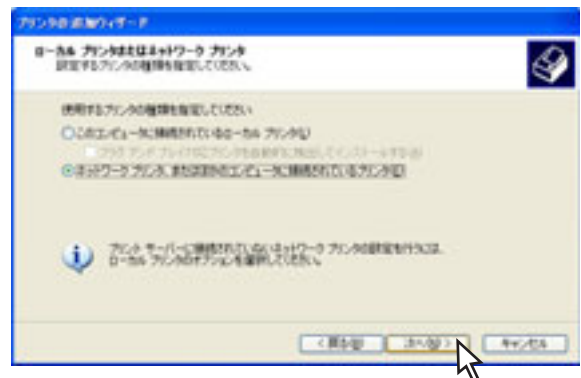 プリンタの追加ウィザード
ローカル プリンタまたはネットワーク プリンタ
設定するプリンタの種類を指定してください。
使用するプリンタの種類を指定してください
このコンピュータに接続されているローカル プリンタ(L)
プラグ アンド プレイ対応プリンタを自動的に検出してインストールする(A)
ネットワーク プリンタ、またはほかのコンピュータに接続されているプリンタ(E)
プリント サーバーに接続されていないネットワーク プリンタの設定を行うには、
ローカル プリンタのオプションを選択してください。
< 戻る(B)
次へ(N) >
キャンセル